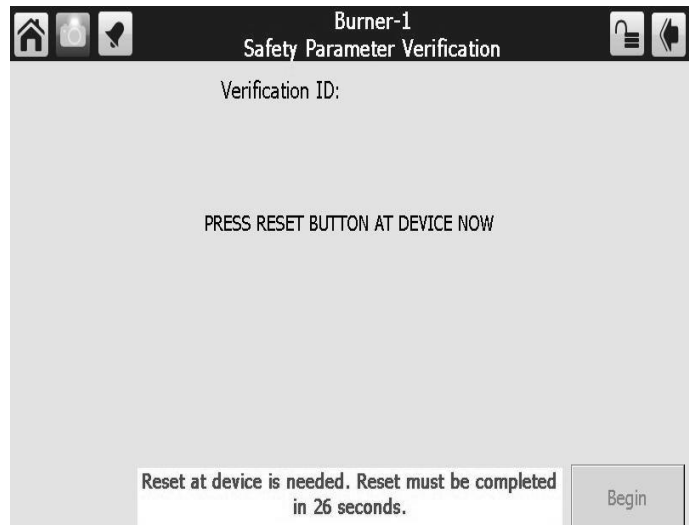 Burner-1
Safety Parameter Verification
Verification ID:
PRESS RESET BUTTON AT DEVICE NOW
Reset at device is needed. Reset must be completed
in 26 seconds.
Begin